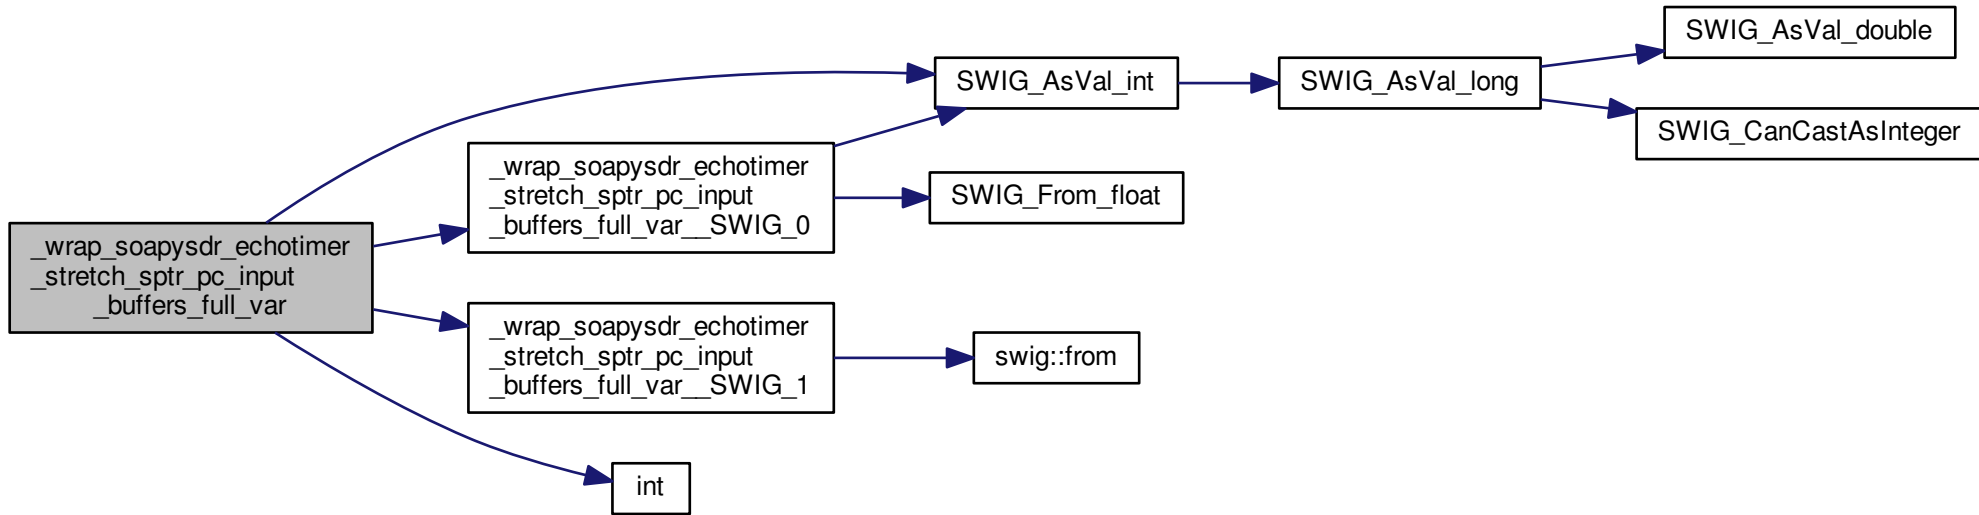 _wrap_soapysdr_echotimer
_stretch_sptr_pc_input
_buffers_full_var
_wrap_soapysdr_echotimer
_stretch_sptr_pc_input
_buffers_full_var__SWIG_0
_wrap_soapysdr_echotimer
_stretch_sptr_pc_input
_buffers_full_var__SWIG_1
int
SWIG_AsVal_int
SWIG_From_float
swig::from
SWIG_AsVal_long
SWIG_AsVal_double
SWIG_CanCastAsInteger